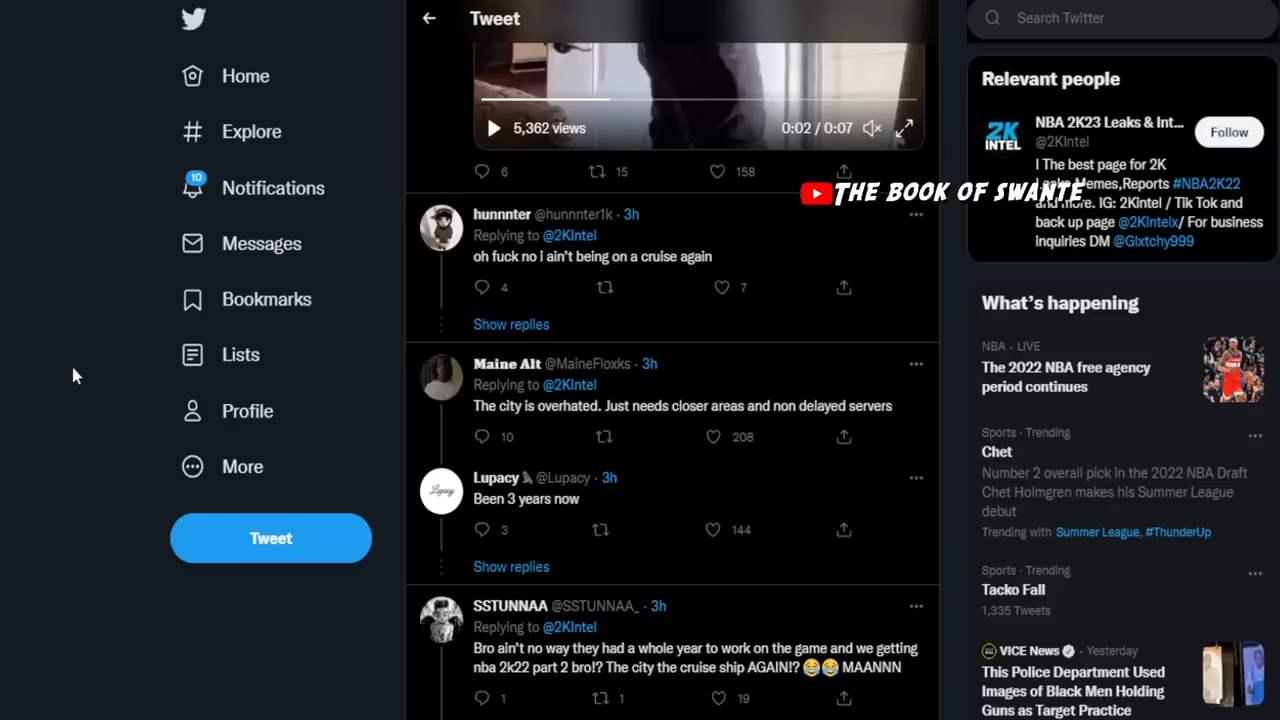 Home
Explore
10
Notifications
Messages
Bookmarks
Lists
Profile
More
Tweet
Tweet
5,362 views
0:02 / 0:07
6 15 158
hunnnter @hunnnter1k · 3h
Replying to @2KIntel
oh fuck no i ain't being on a cruise again
4 7
Show replies
Maine Alt @MaineFloxks · 3h
Replying to @2KIntel
The city is overhated. Just needs closer areas and non delayed servers
10 208
Lupacy
Lupacy @Lupacy · 3h
Been 3 years now
3 144
Show replies
SSTUNNAA @SSTUNNAA_ · 3h
Replying to @2KIntel
Bro ain't no way they had a whole year to work on the game and we getting
nba 2k22 part 2 bro!? The city the cruise ship AGAIN!? 😂😂 MAANNN
1 1 19
THE BOOK OF SWANTE
Search Twitter
Relevant people
2K
INTEL
NBA 2K23 Leaks & Int...
@2KIntel
Follow
I The best page for 2K
Memes,Reports #NBA2K22
and more. IG: 2KIntel / Tik Tok and
back up page @2KIntelx/ For business
inquiries DM @Glxtchy999
What's happening
NBA · LIVE
The 2022 NBA free agency
period continues
Sports · Trending
Chet
Number 2 overall pick in the 2022 NBA Draft
Chet Holmgren makes his Summer League
debut
Trending with Summer League, #ThunderUp
Sports · Trending
Tacko Fall
1,335 Tweets
VICE News · Yesterday
This Police Department Used
Images of Black Men Holding
Guns as Target Practice